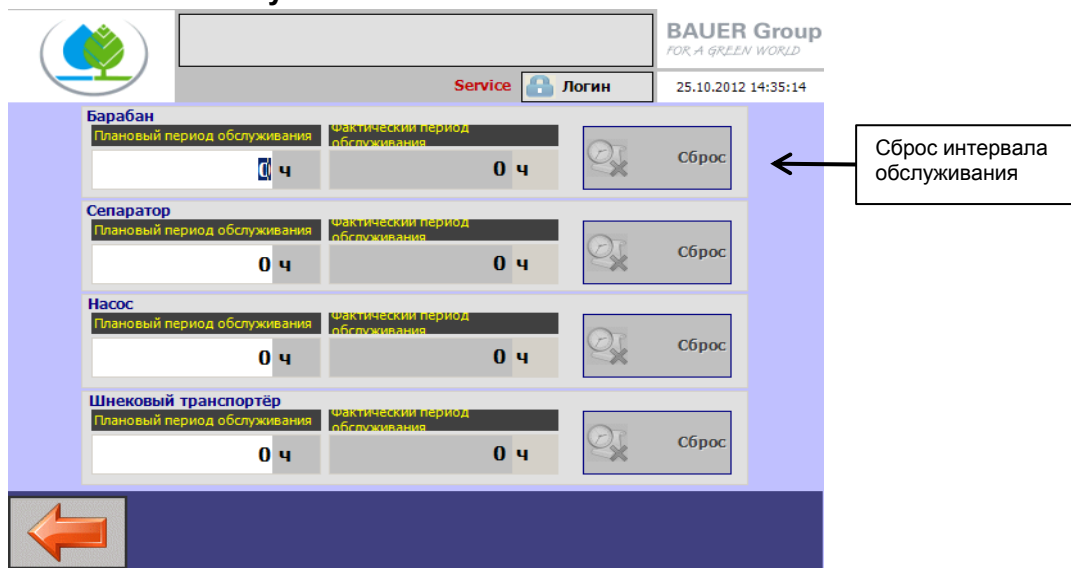 BAUER Group
FOR A GREEN WORLD
Service
Логин
25.10.2012 14:35:14
Барабан
Плановый период обслуживания
Фактический период
обслуживания
0 ч
0 ч
Сброс
Сброс интервала
обслуживания
Сепаратор
Плановый период обслуживания
Фактический период
обслуживания
0 ч
0 ч
Сброс
Насос
Плановый период обслуживания
Фактический период
обслуживания
0 ч
0 ч
Сброс
Шнековый транспортёр
Плановый период обслуживания
Фактический период
обслуживания
0 ч
0 ч
Сброс